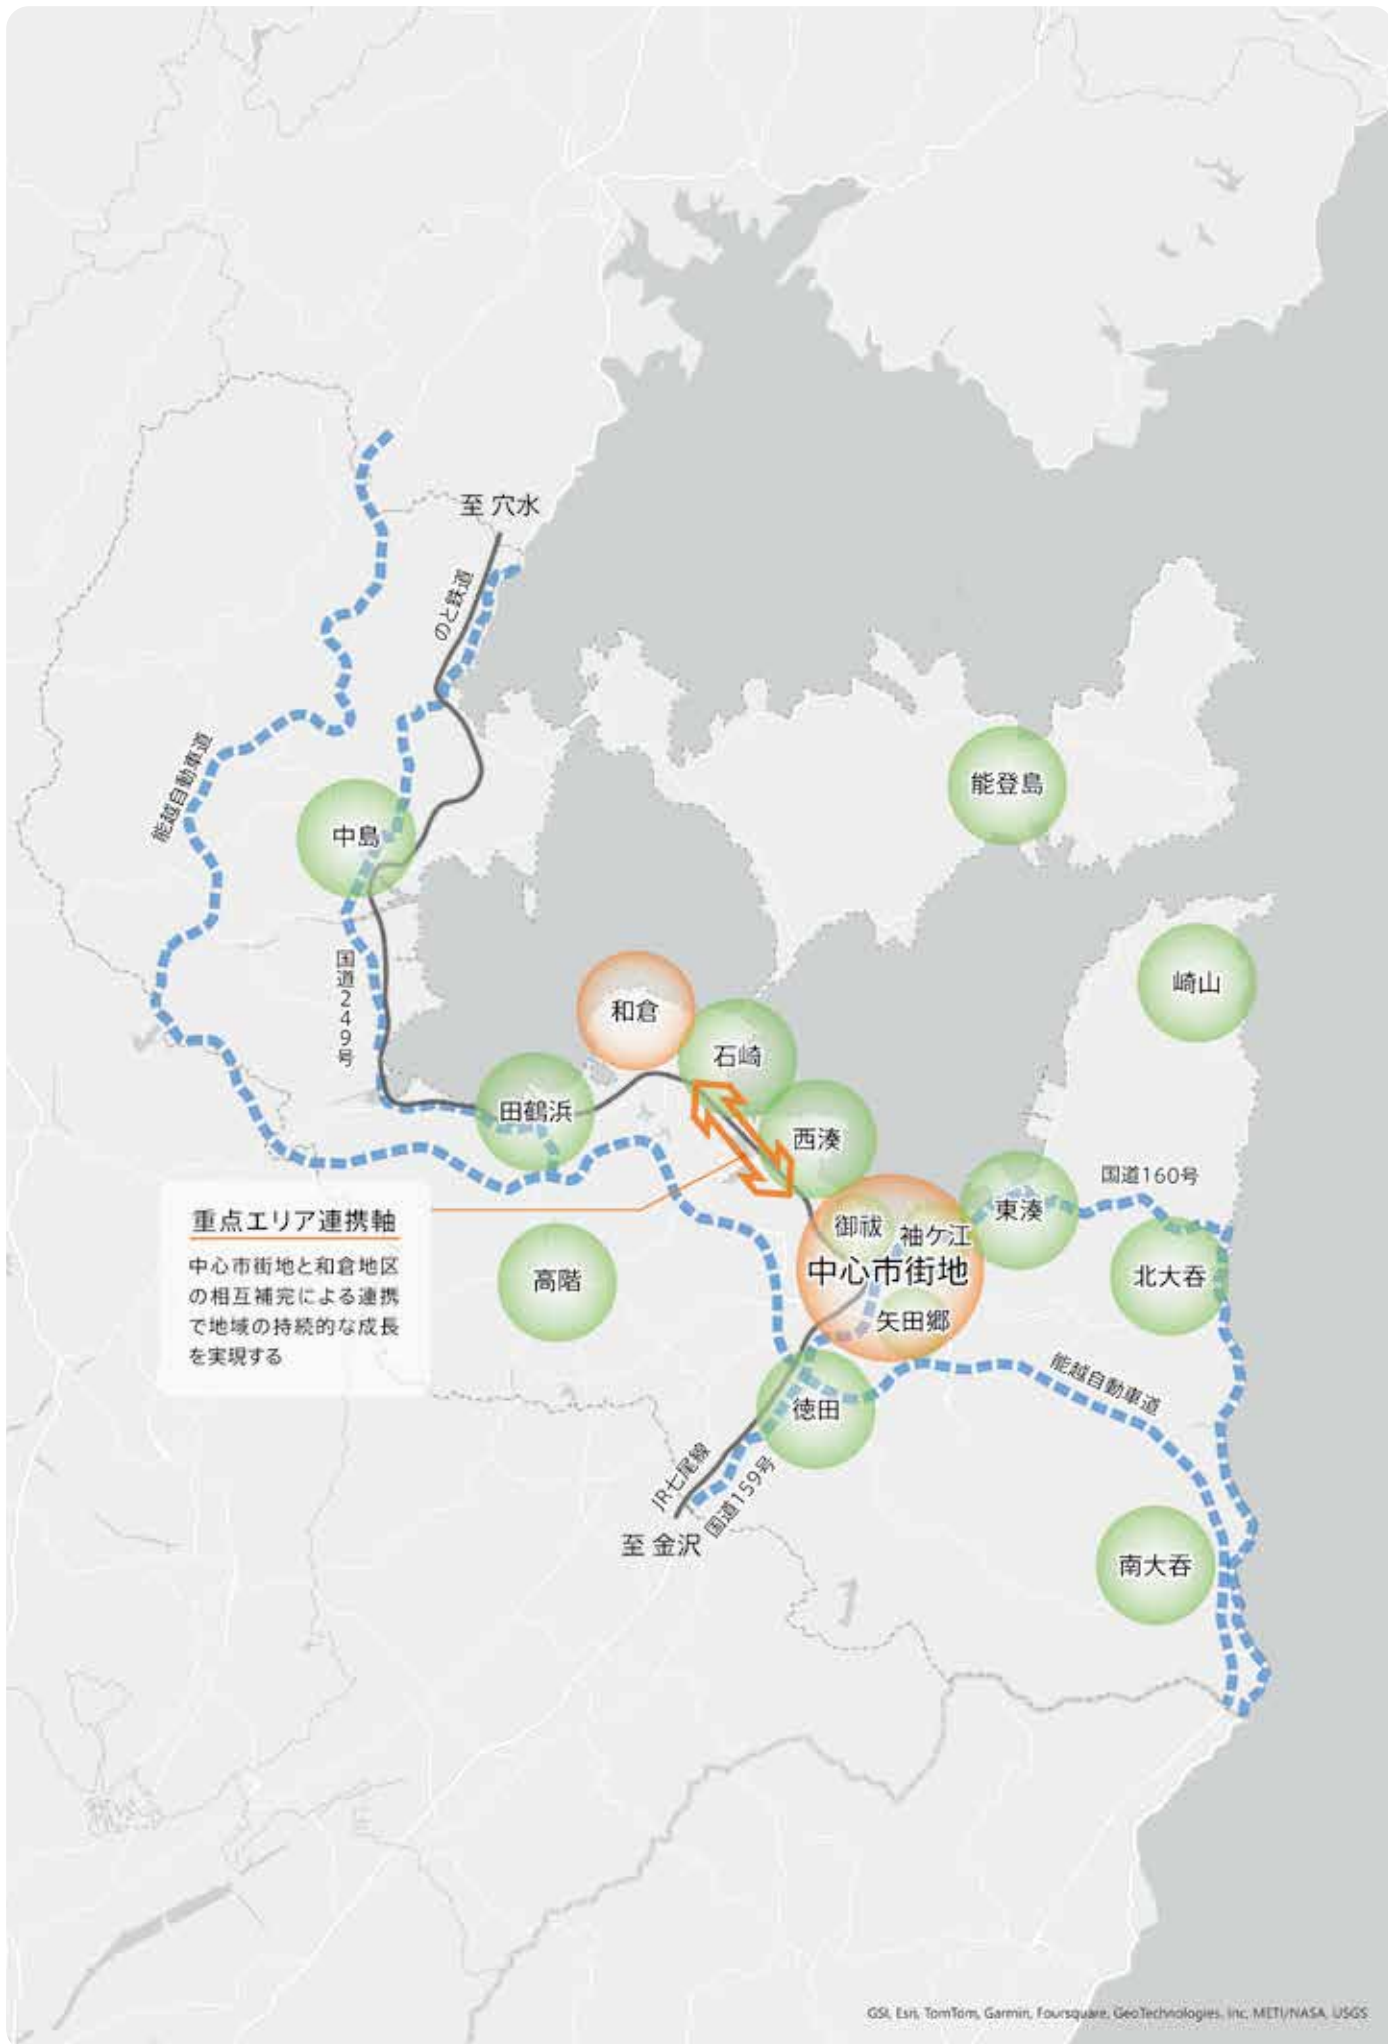 至 穴水
のと鉄道
能越自動車道
能登島
中島
国道249号
崎山
和倉
石崎
田鶴浜
西湊
国道160号
重点エリア連携軸
中心市街地と和倉地区
の相互補完による連携
で地域の持続的な成長
を実現する
東湊
御祓
袖ケ江
中心市街地
矢田郷
高階
北大呑
能越自動車道
徳田
JR七尾線
国道159号
至 金沢
南大呑
GSI, Esri, TomTom, Garmin, Foursquare, GeoTechnologies, Inc, METI/NASA, USGS